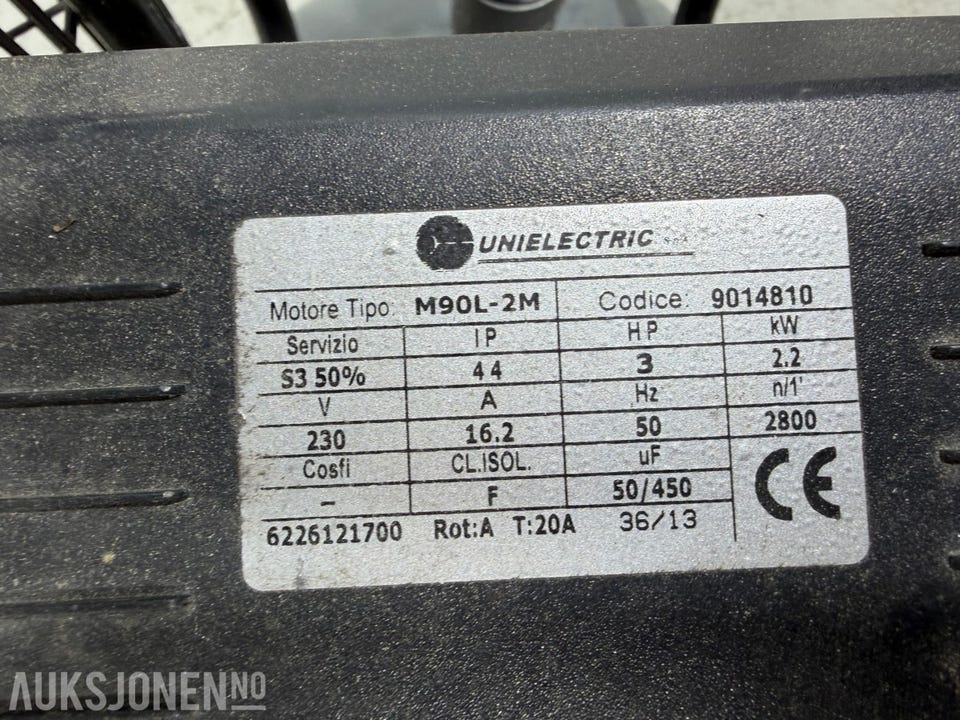 UNIELECTRIC S.p.A.
Motore Tipo: M90L-2M Codice: 9014810
Servizio IP HP kW
S3 50% 44 3 2.2
V A Hz n/1'
230 16.2 50 2800
Cosfi CL.ISOL. uF
– F 50/450 CE
6226121700 Rot:A T:20A 36/13
AUKSJONEN.NO